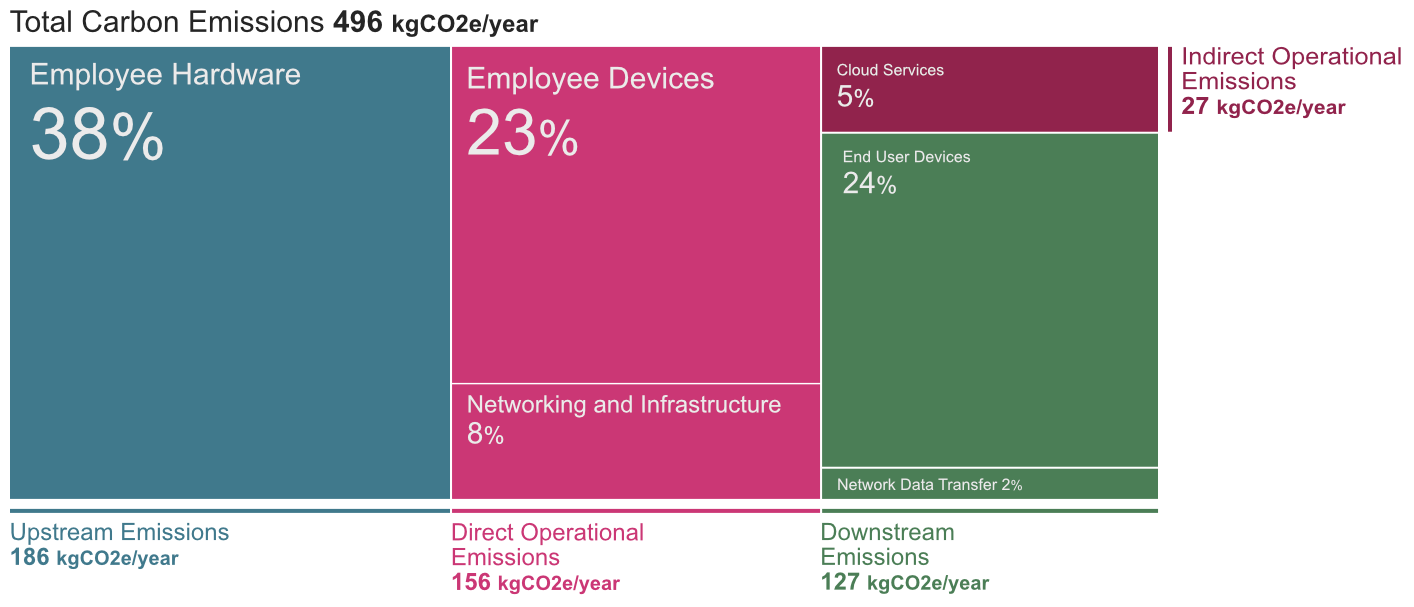 Total Carbon Emissions 496 kgCO2e/year
Employee Hardware
38%
Employee Devices
23%
Networking and Infrastructure
8%
Cloud Services
5%
End User Devices
24%
Network Data Transfer 2%
Indirect Operational
Emissions
27 kgCO2e/year
Upstream Emissions
186 kgCO2e/year
Direct Operational
Emissions
156 kgCO2e/year
Downstream
Emissions
127 kgCO2e/year